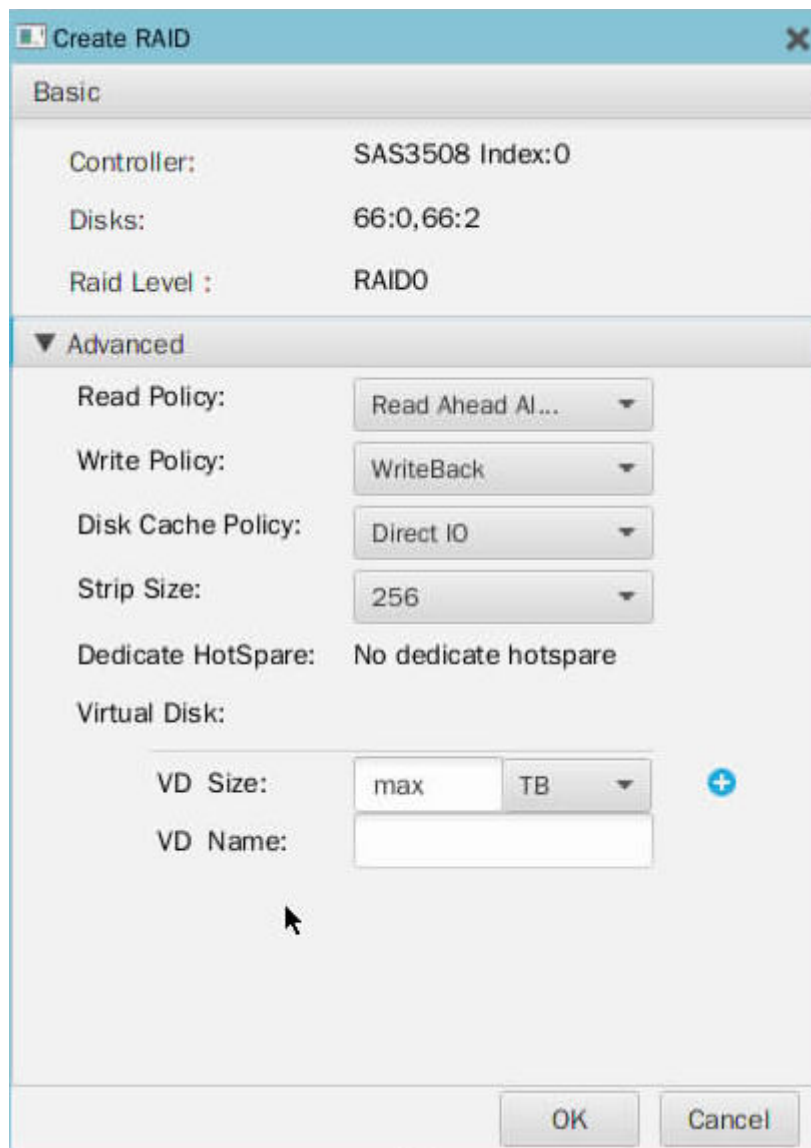 Create RAID
Basic
Controller: SAS3508 Index:0
Disks: 66:0,66:2
Raid Level : RAID0
Advanced
Read Policy: Read Ahead Al...
Write Policy: WriteBack
Disk Cache Policy: Direct IO
Strip Size: 256
Dedicate HotSpare: No dedicate hotspare
Virtual Disk:
VD Size: max TB
VD Name:
OK Cancel